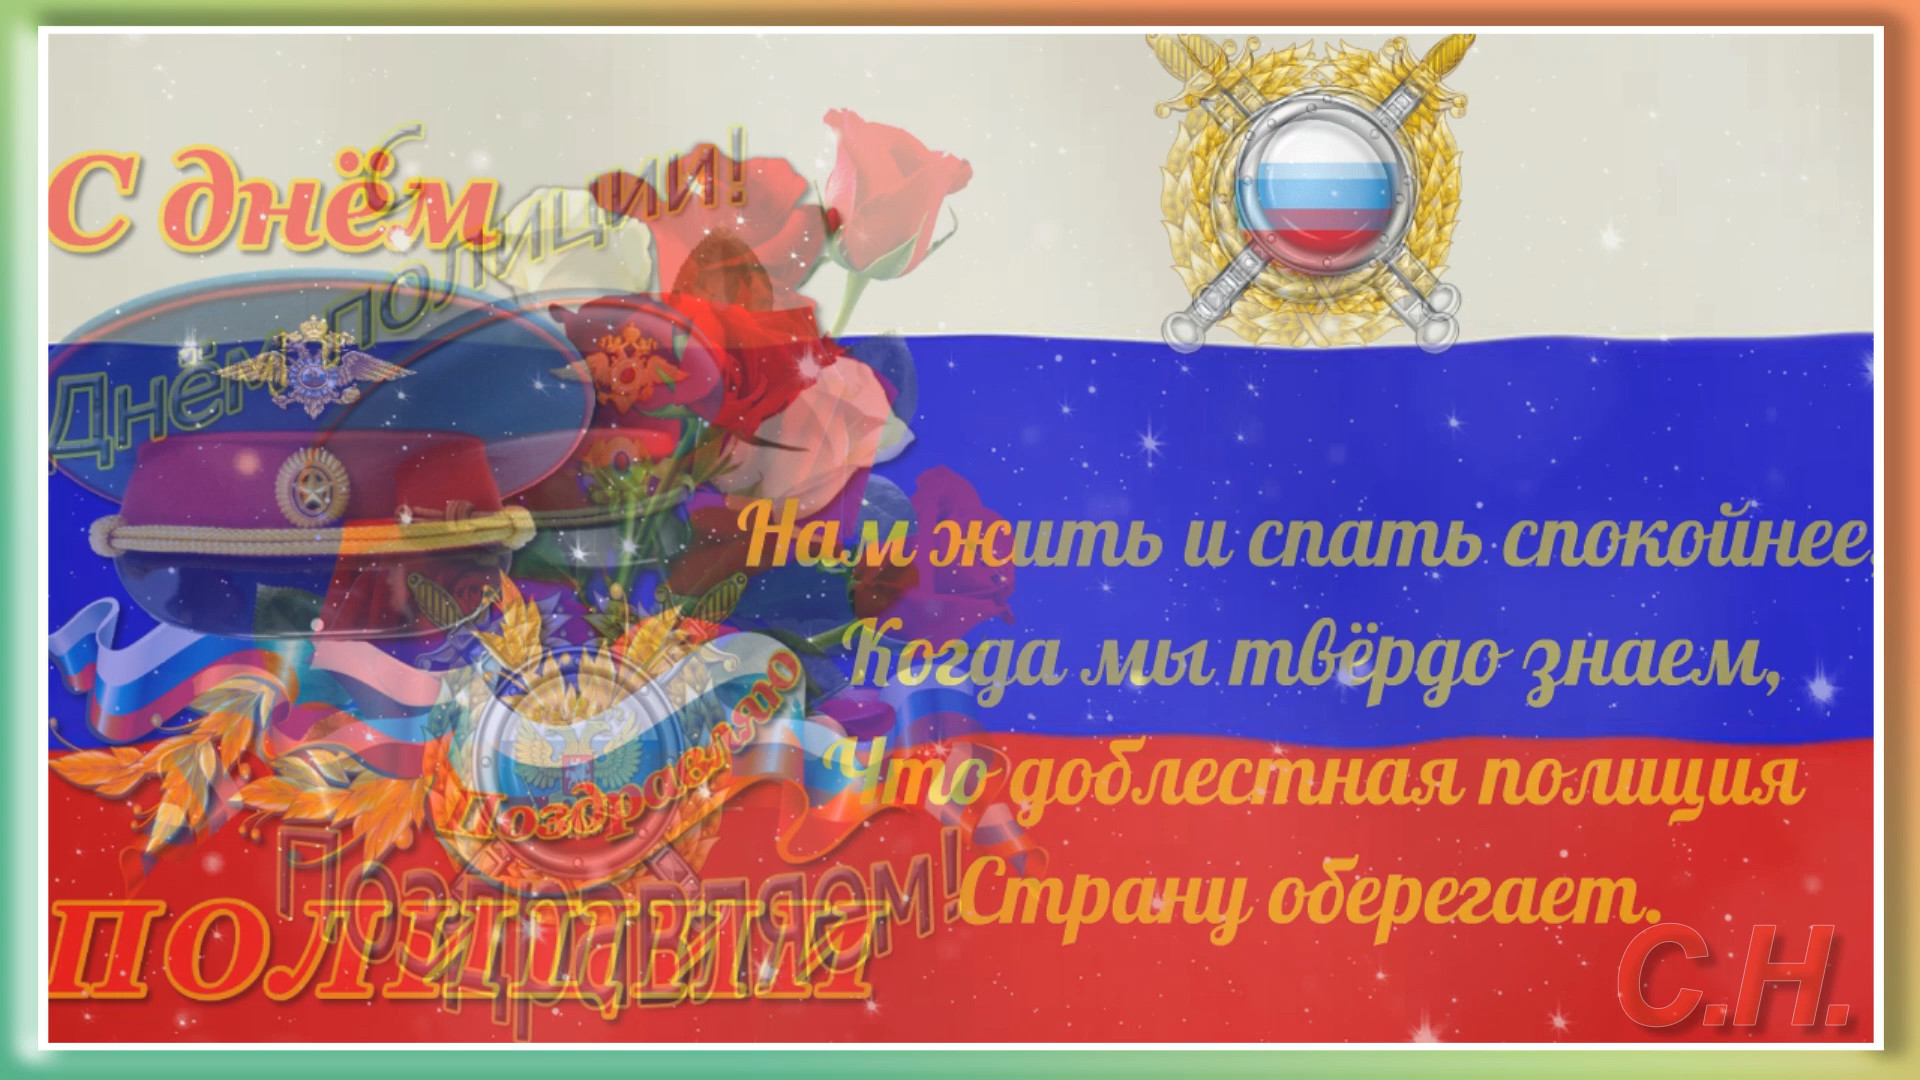 С днём
С
Днём полиции!
Нам жить и спать спокойнее,
Когда мы твёрдо знаем,
Что доблестная полиция
Страну оберегает.
Поздравляю
Поздравляем!
ПОЛИЦИИ
С.Н.